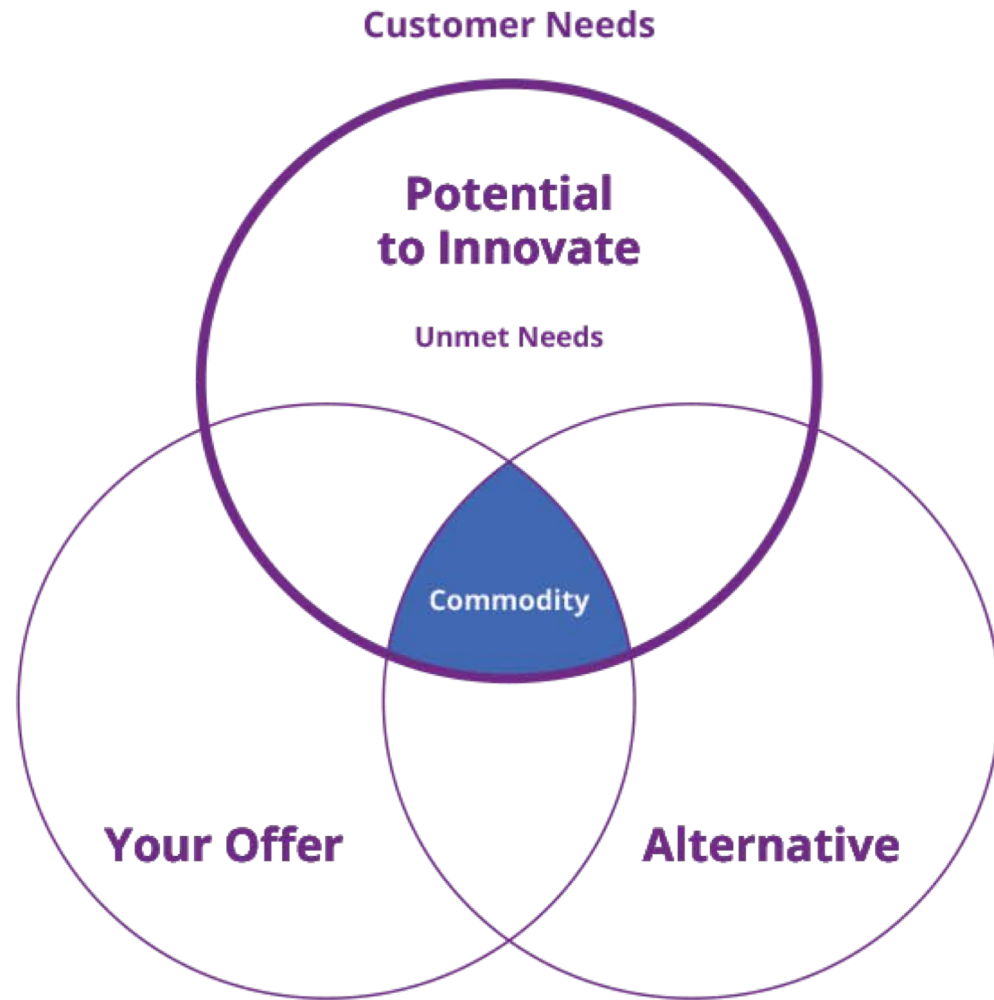 Customer Needs
Potential
to Innovate
Unmet Needs
Commodity
Your Offer
Alternative